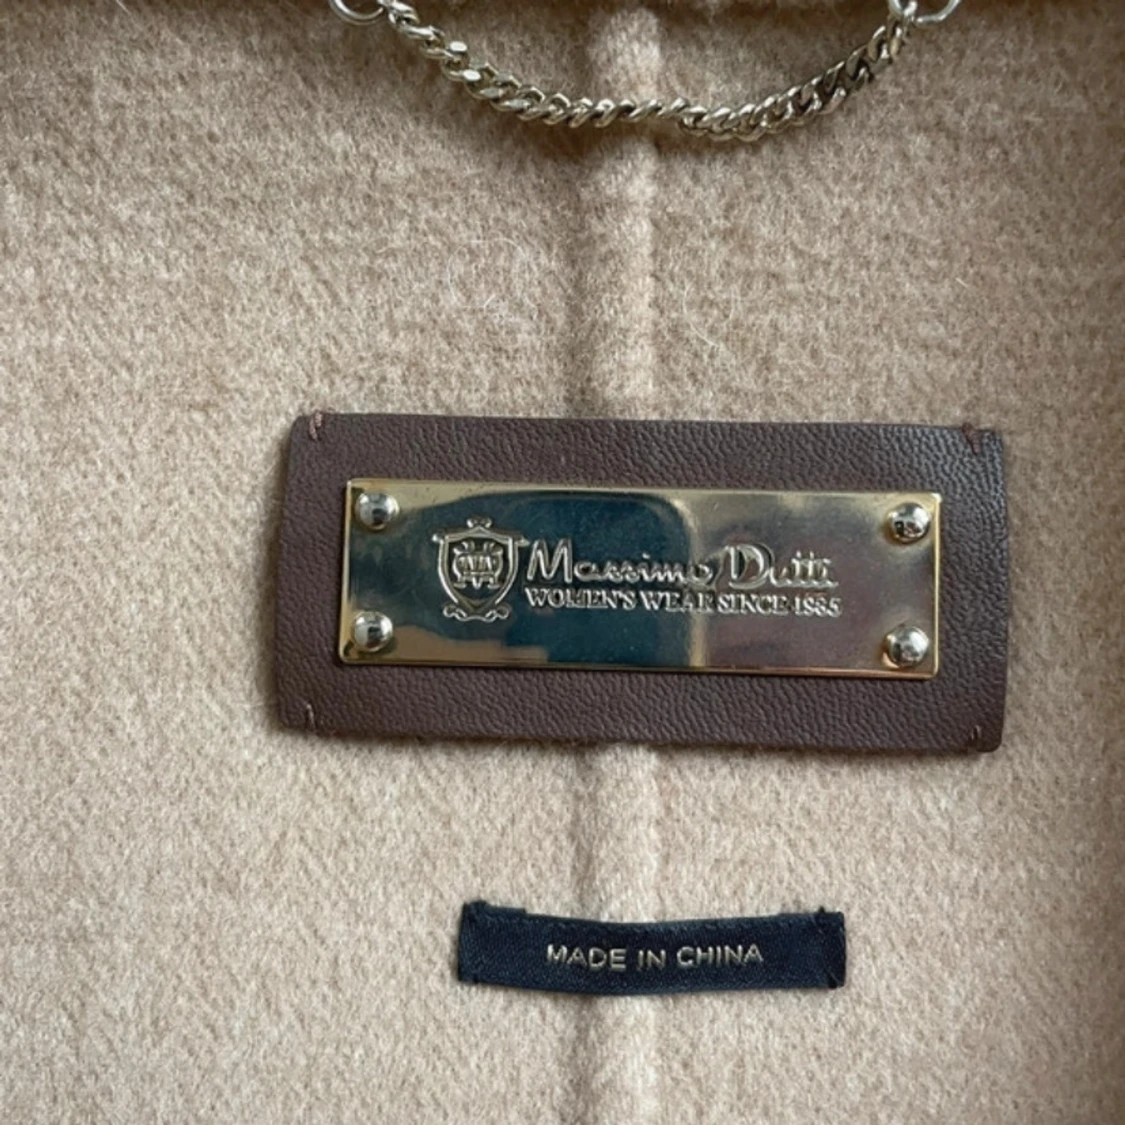 Massimo Dutti
WOMEN'S WEAR SINCE 1985
MADE IN CHINA